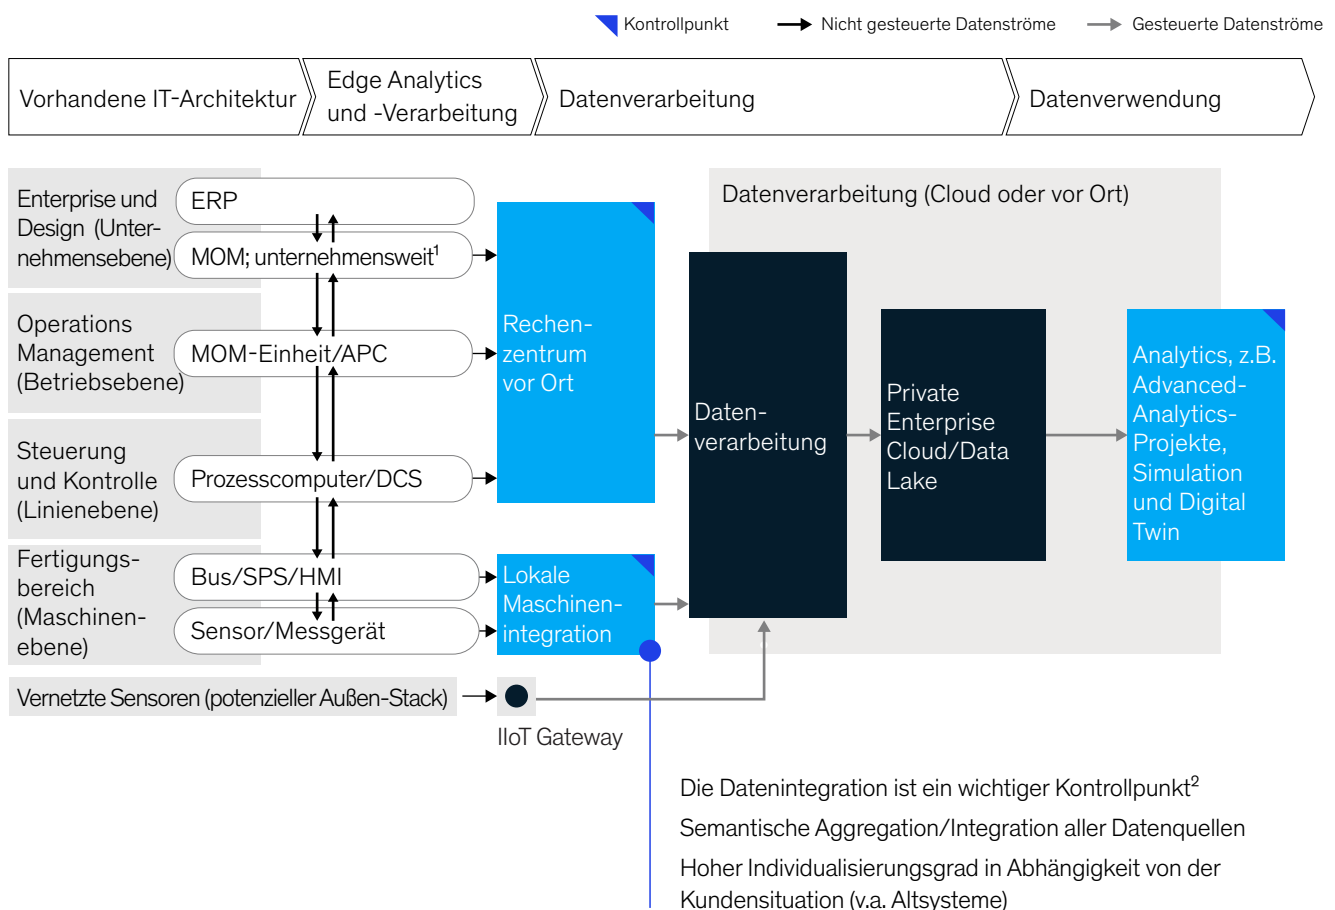 Kontrollpunkt
Nicht gesteuerte Datenströme
Gesteuerte Datenströme
Vorhandene IT-Architektur
Edge Analytics
und -Verarbeitung
Datenverarbeitung
Datenverwendung
Enterprise und
Design (Unter-
nehmensebene)
ERP
MOM; unternehmensweit¹
Operations
Management
(Betriebsebene)
MOM-Einheit/APC
Steuerung
und Kontrolle
(Linienebene)
Prozesscomputer/DCS
Fertigungs-
bereich
(Maschinen-
ebene)
Bus/SPS/HMI
Sensor/Messgerät
Vernetzte Sensoren (potenzieller Außen-Stack)
Rechen-
zentrum
vor Ort
Lokale
Maschinen-
integration
IIoT Gateway
Datenverarbeitung (Cloud oder vor Ort)
Daten-
verarbeitung
Private
Enterprise
Cloud/Data
Lake
Analytics, z.B.
Advanced-
Analytics-
Projekte,
Simulation
und Digital
Twin
Die Datenintegration ist ein wichtiger Kontrollpunkt²
Semantische Aggregation/Integration aller Datenquellen
Hoher Individualisierungsgrad in Abhängigkeit von der
Kundensituation (v.a. Altsysteme)